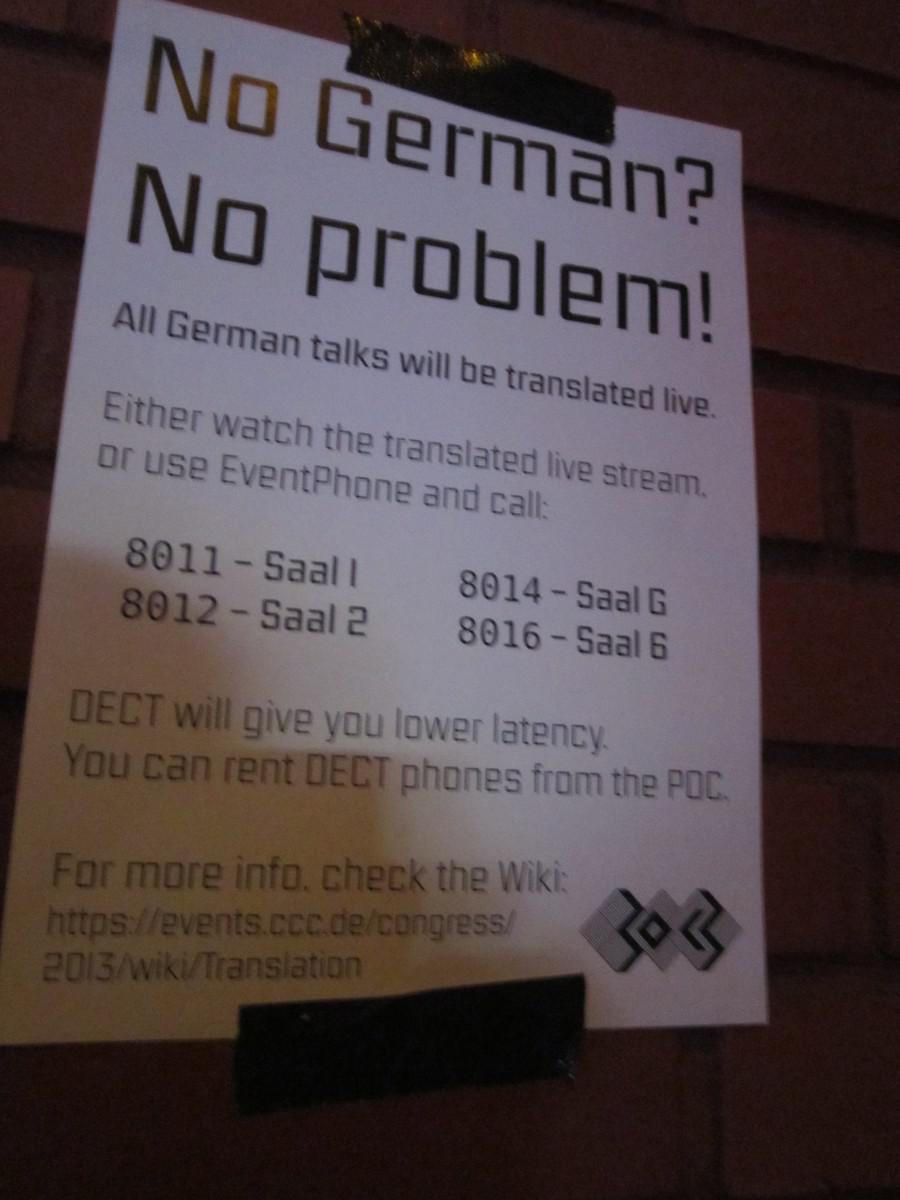 No German?
No problem!
All German talks will be translated live.
Either watch the translated live stream,
or use EventPhone and call:
8011 – Saal 1
8012 – Saal 2
8014 – Saal G
8016 – Saal 6
DECT will give you lower latency.
You can rent DECT phones from the POC.
For more info, check the Wiki:
https://events.ccc.de/congress/
2013/wiki/Translation
30C3